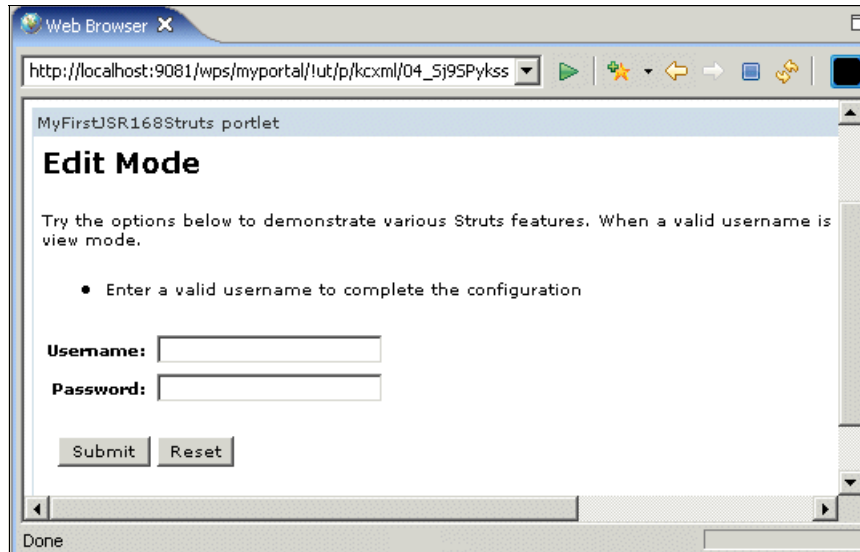 Web Browser
http://localhost:9081/wps/myportal/!ut/p/kcxml/04_Sj9SPykss
MyFirstJSR168Struts portlet
Edit Mode
Try the options below to demonstrate various Struts features. When a valid username is
view mode.
• Enter a valid username to complete the configuration
Username:
Password:
Submit Reset
Done